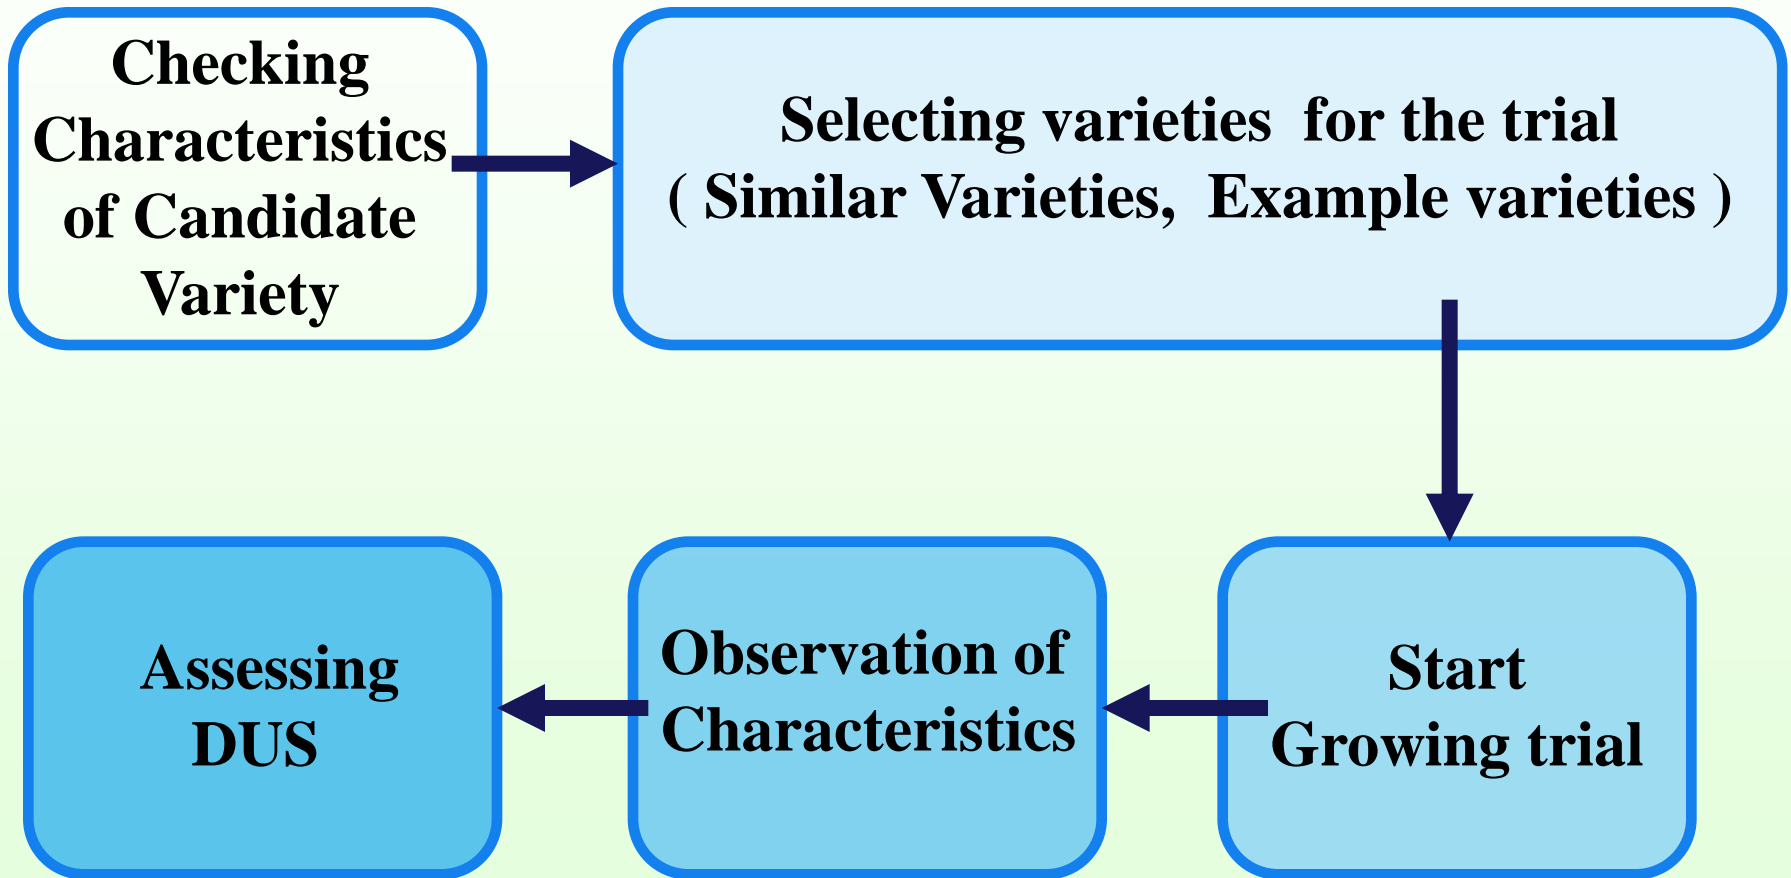 Checking
Characteristics
of Candidate
Variety
Selecting varieties for the trial
( Similar Varieties, Example varieties )
Start
Growing trial
Observation of
Characteristics
Assessing
DUS